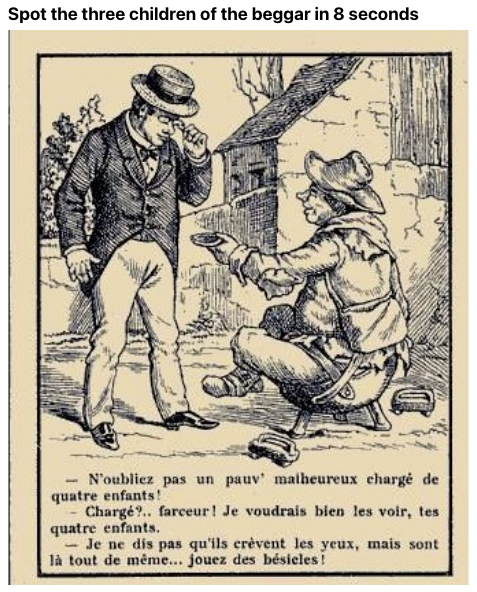 Spot the three children of the beggar in 8 seconds
— N'oubliez pas un pauv' malheureux chargé de
quatre enfants!
- Chargé?.. farceur! Je voudrais bien les voir, tes
quatre enfants.
— Je ne dis pas qu'ils crèvent les yeux, mais sont
là tout de même... jouez des bésicles!